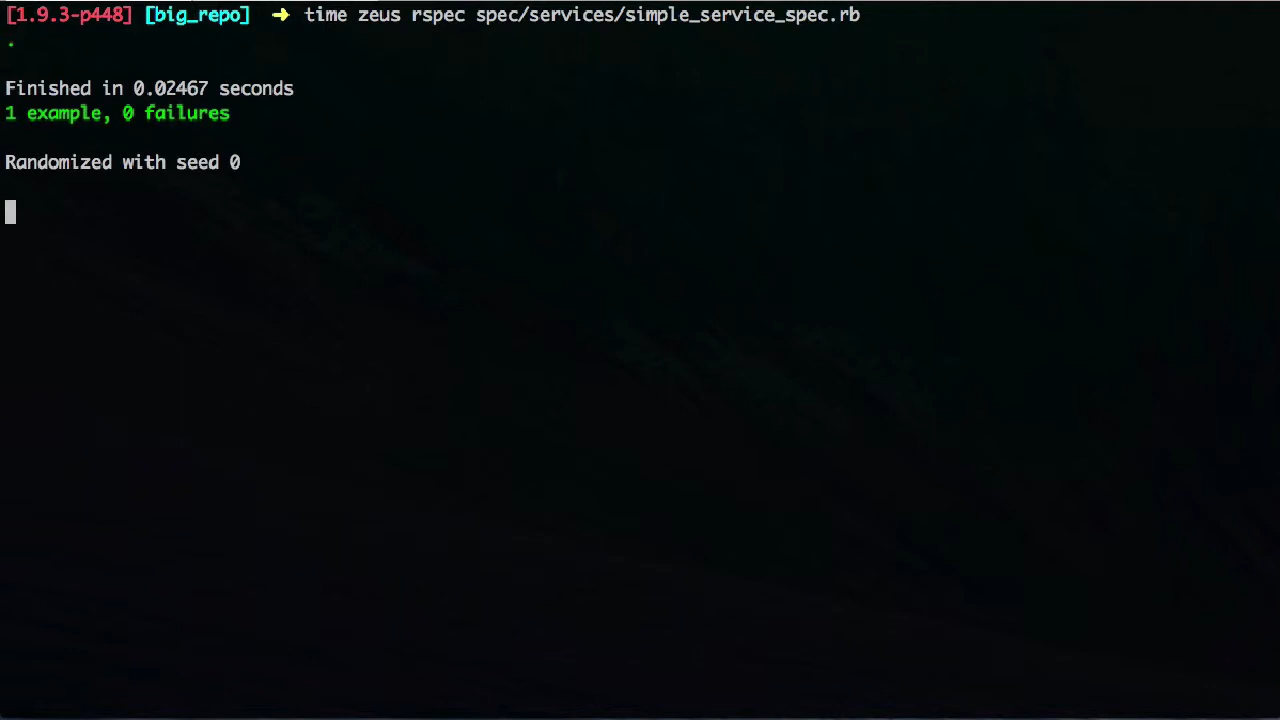 [1.9.3-p448] [big_repo] ➜ time zeus rspec spec/services/simple_service_spec.rb
.
Finished in 0.02467 seconds
1 example, 0 failures
Randomized with seed 0